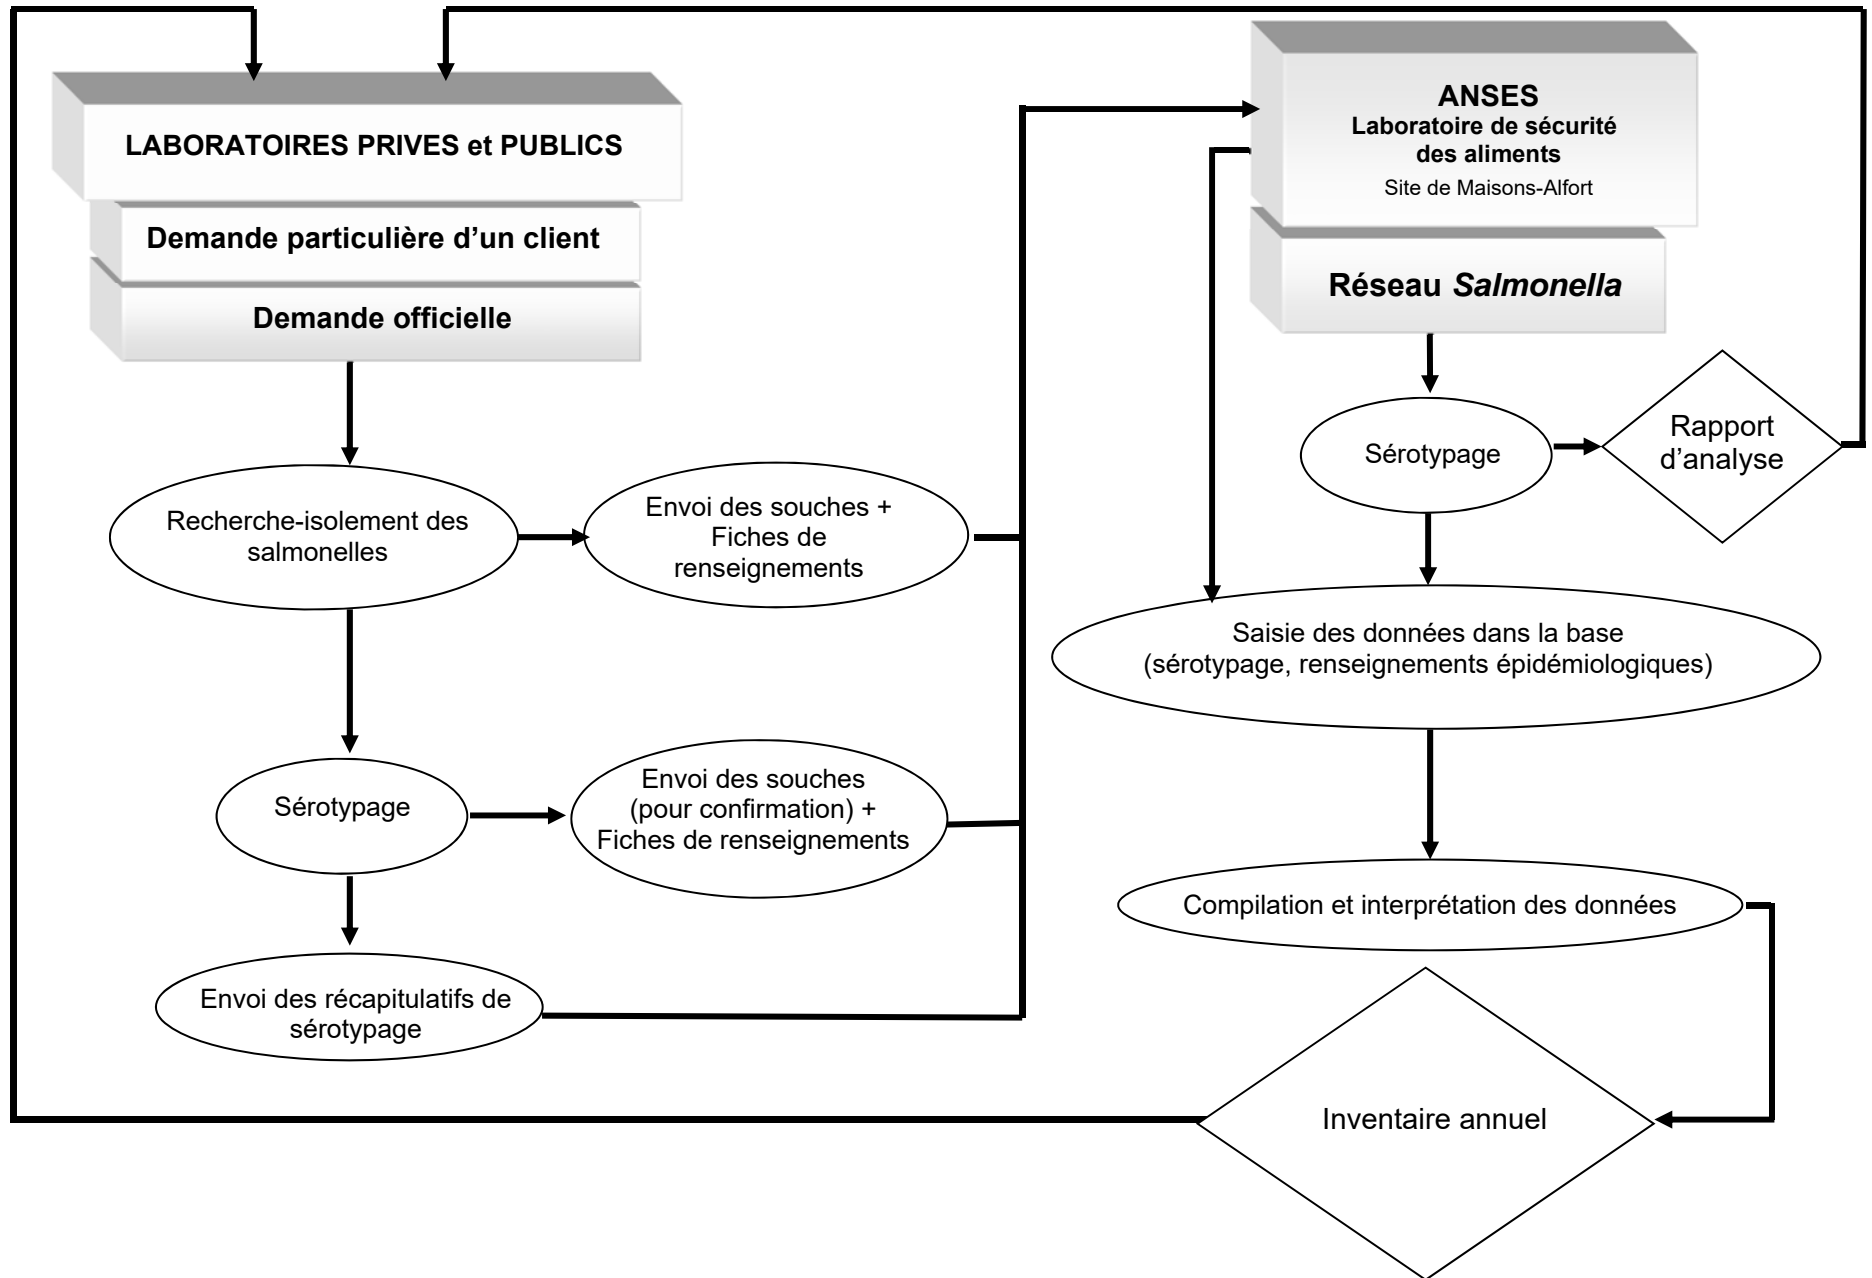 LABORATOIRES PRIVES et PUBLICS
Demande particulière d’un client
Demande officielle
Recherche-isolement des
salmonelles
Envoi des souches +
Fiches de
renseignements
Sérotypage
Envoi des souches
(pour confirmation) +
Fiches de renseignements
Envoi des récapitulatifs de
sérotypage
ANSES
Laboratoire de sécurité
des aliments
Site de Maisons-Alfort
Réseau Salmonella
Sérotypage
Rapport
d’analyse
Saisie des données dans la base
(sérotypage, renseignements épidémiologiques)
Compilation et interprétation des données
Inventaire annuel